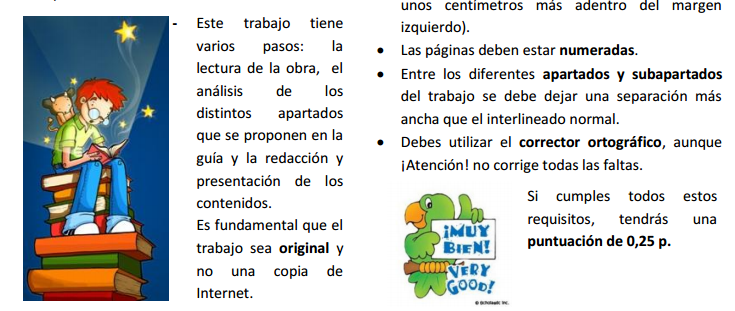 - Este trabajo tiene
varios pasos: la
lectura de la obra, el
análisis de los
distintos apartados
que se proponen en la
guía y la redacción y
presentación de los
contenidos.
Es fundamental que el
trabajo sea original y
no una copia de
Internet.
unos centímetros más adentro del margen
izquierdo).
• Las páginas deben estar numeradas.
• Entre los diferentes apartados y subapartados
del trabajo se debe dejar una separación más
ancha que el interlineado normal.
• Debes utilizar el corrector ortográfico, aunque
¡Atención! no corrige todas las faltas.
¡MUY
BIEN!
VERY
GOOD!
© SCHOLASTIC INC.
Si cumples todos estos
requisitos, tendrás una
puntuación de 0,25 p.